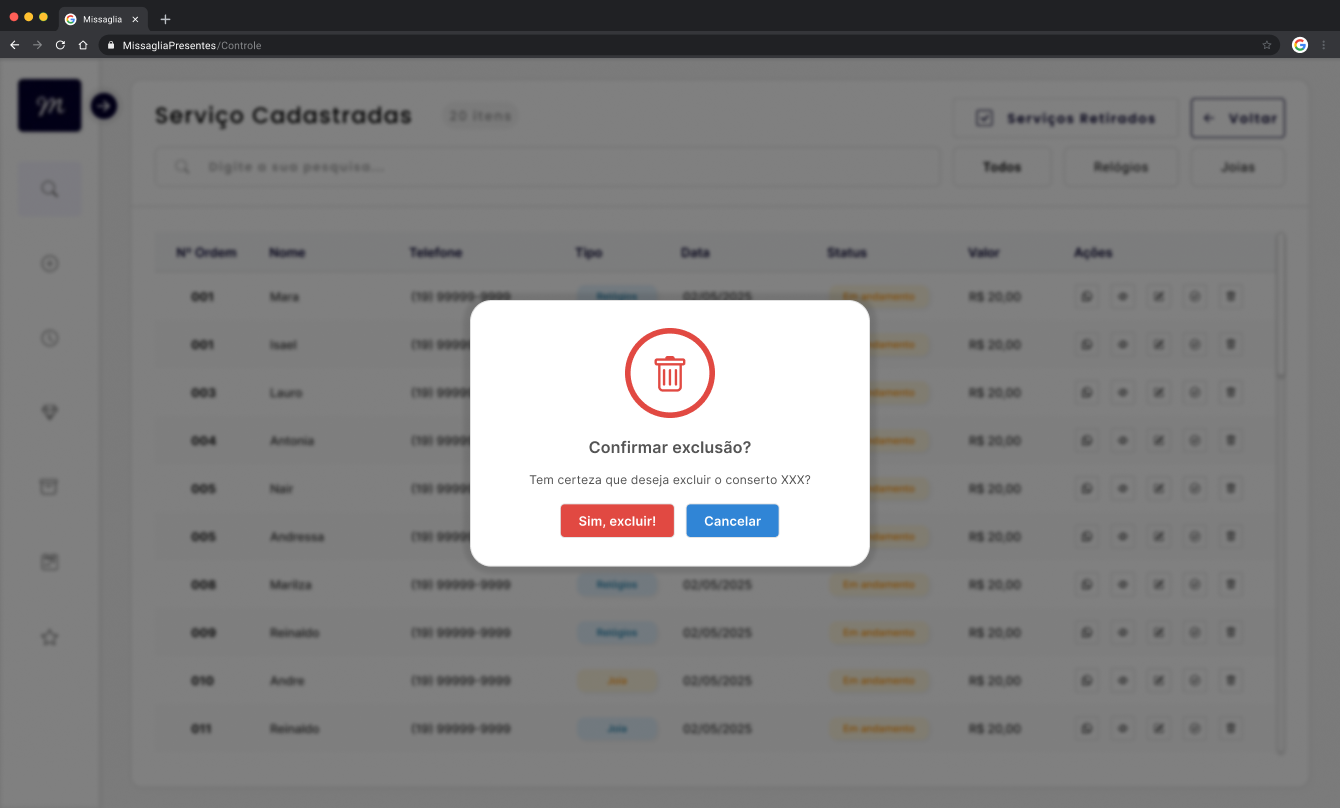 Missaglia
MissagliaPresentes/Controle
M
Serviço Cadastradas
20 itens
Serviços Retirados
Voltar
Digite a sua pesquisa...
Todos
Relógios
Joias
Nº Ordem Nome Telefone Tipo Data Status Valor Ações
001 Mara (19) 99999-9999 Relógios 02/05/2025 Em andamento R$ 20,00
001 Isael (19) 9999 andamento R$ 20,00
003 Lauro (19) 9999 andamento R$ 20,00
004 Antonia (19) 9999 andamento R$ 20,00
005 Nair (19) 9999 andamento R$ 20,00
005 Andressa (19) 9999 andamento R$ 20,00
008 Mariiza (19) 99999-9999 Relógios 02/05/2025 Em andamento R$ 20,00
009 Reinaldo (19) 99999-9999 Relógios 02/05/2025 Em andamento R$ 20,00
010 Andre (19) 99999-9999 Joia 02/05/2025 Em andamento R$ 20,00
011 Reinaldo (19) 99999-9999 Joia 02/05/2025 Em andamento R$ 20,00
Confirmar exclusão?
Tem certeza que deseja excluir o conserto XXX?
Sim, excluir!
Cancelar